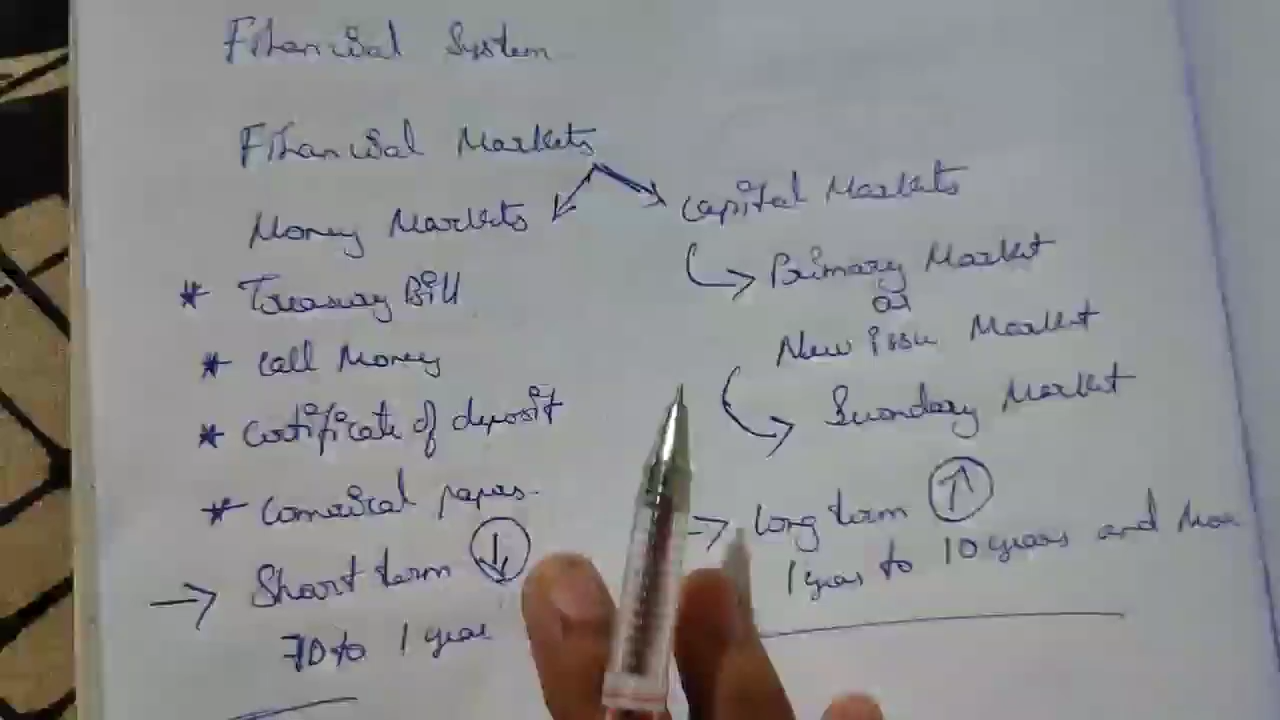 Financial System
Financial Markets
Money Markets
* Treasury Bill
* Call Money
* Certificate of deposit
* Comercial papers.
→ Short term ↓
70 to 1 year
Capital Markets
→ Primary Market
or
New issue Market
→ Secondary Market
→ Long term ↑
1 year to 10 years and More